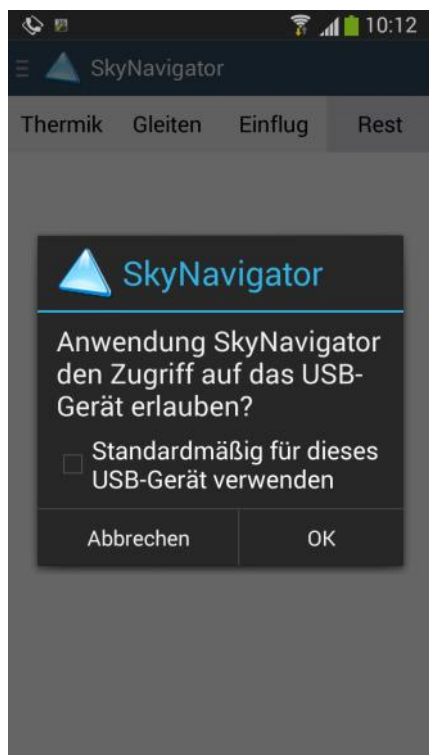 10:12
SkyNavigator
Thermik Gleiten Einflug Rest
SkyNavigator
Anwendung SkyNavigator
den Zugriff auf das USB-
Gerät erlauben?
Standardmäßig für dieses
USB-Gerät verwenden
Abbrechen OK